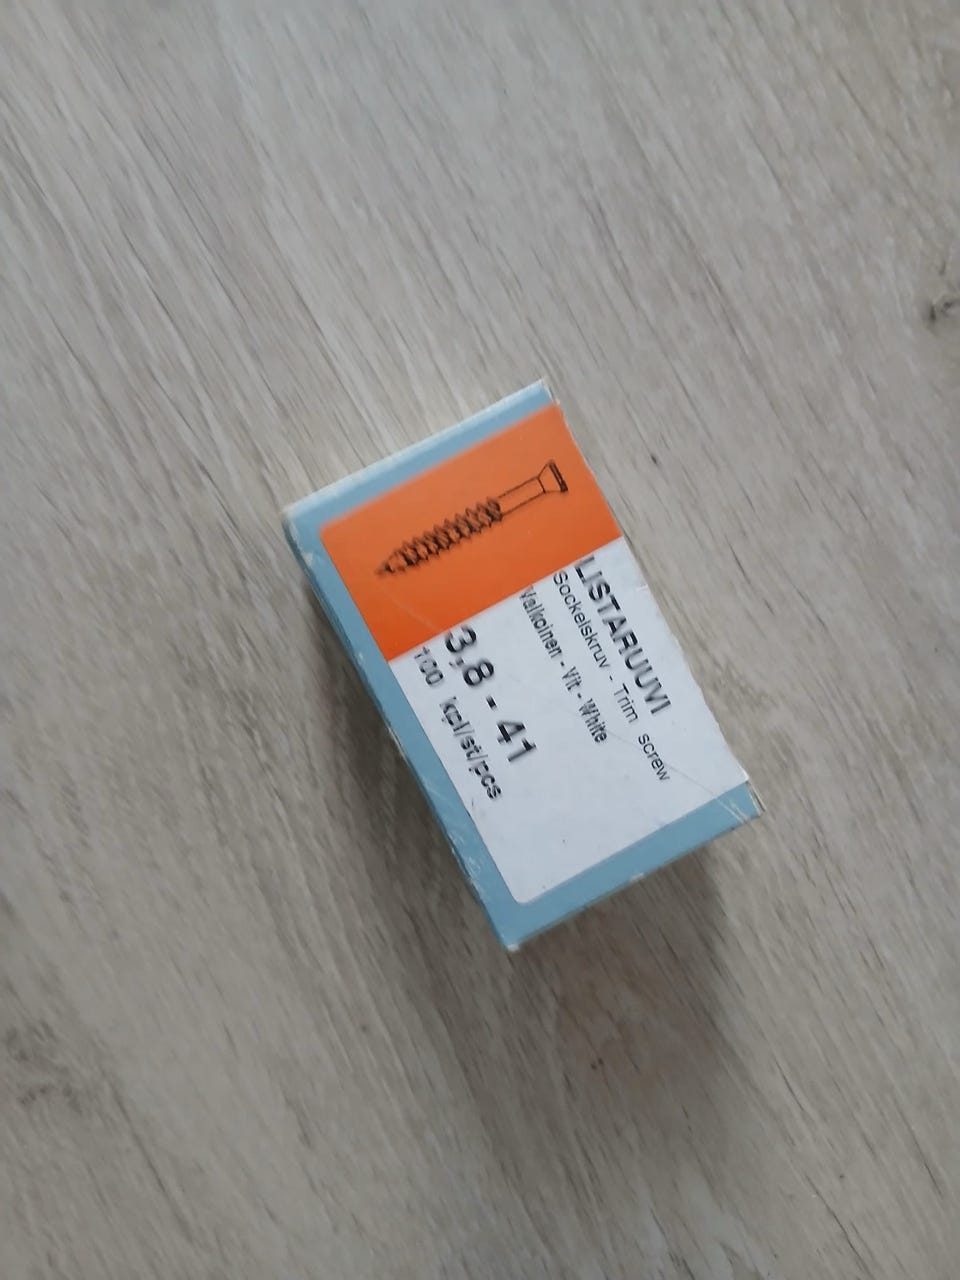 LISTARUUVI
Sockelskruv - Trim screw
Valkoinen - Vit - White
3,8 - 41
100 kpl/st/pcs